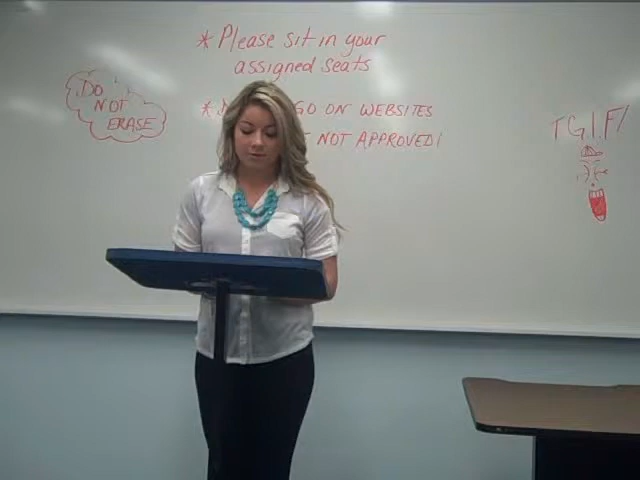 * Please sit in your
assigned seats
DO
NOT
ERASE
* GO ON WEBSITES
NOT APPROVED!
T.G.I.F!